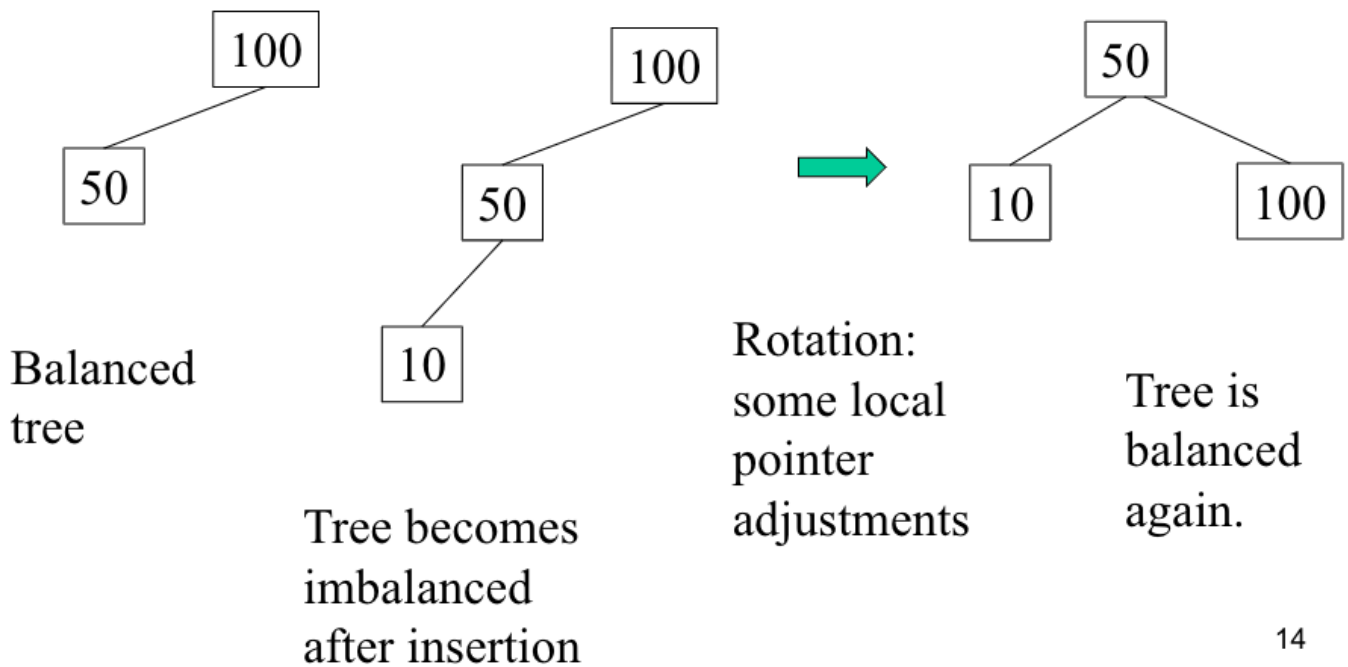 100
50
100
50
10
50
10
100
Balanced
tree
Tree becomes
imbalanced
after insertion
Rotation:
some local
pointer
adjustments
Tree is
balanced
again.
14